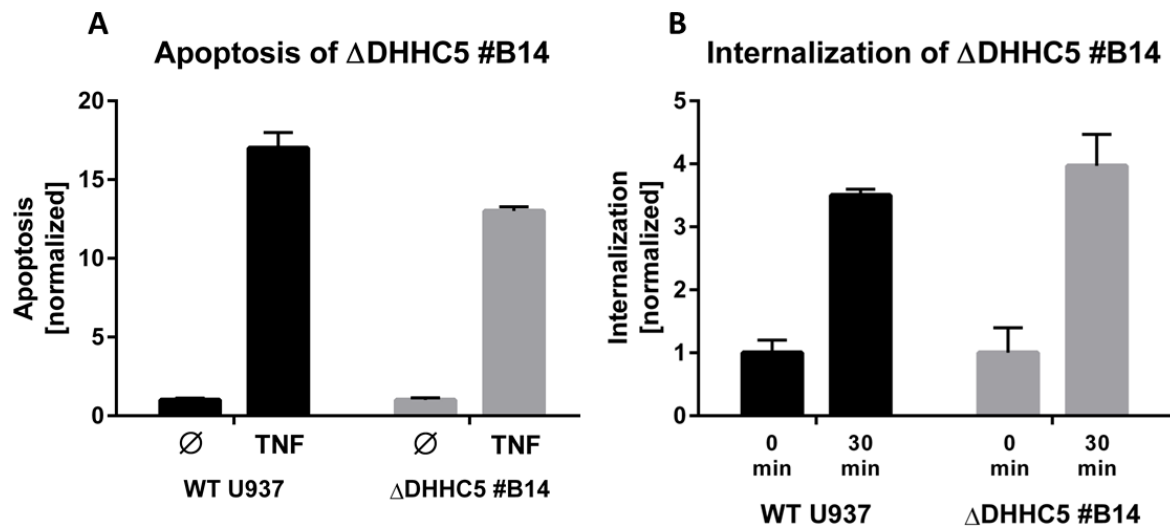 A
Apoptosis of ΔDHHC5 #B14
Apoptosis
[normalized]
20
15
10
5
0
∅ TNF ∅ TNF
WT U937 ΔDHHC5 #B14
B
Internalization of ΔDHHC5 #B14
Internalization
[normalized]
5
4
3
2
1
0
0 30 0 30
min min min min
WT U937 ΔDHHC5 #B14